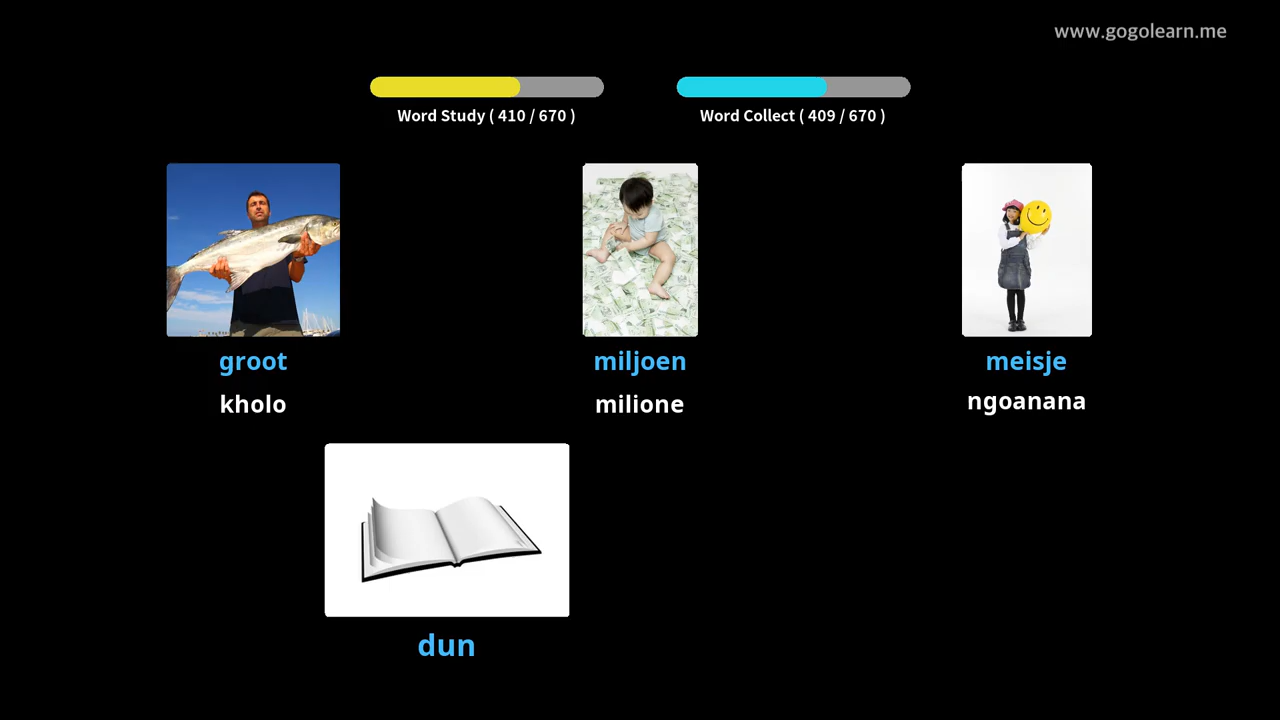 www.gogolearn.me
Word Study ( 410 / 670 )
Word Collect ( 409 / 670 )
groot
kholo
miljoen
milione
meisje
ngoanana
dun